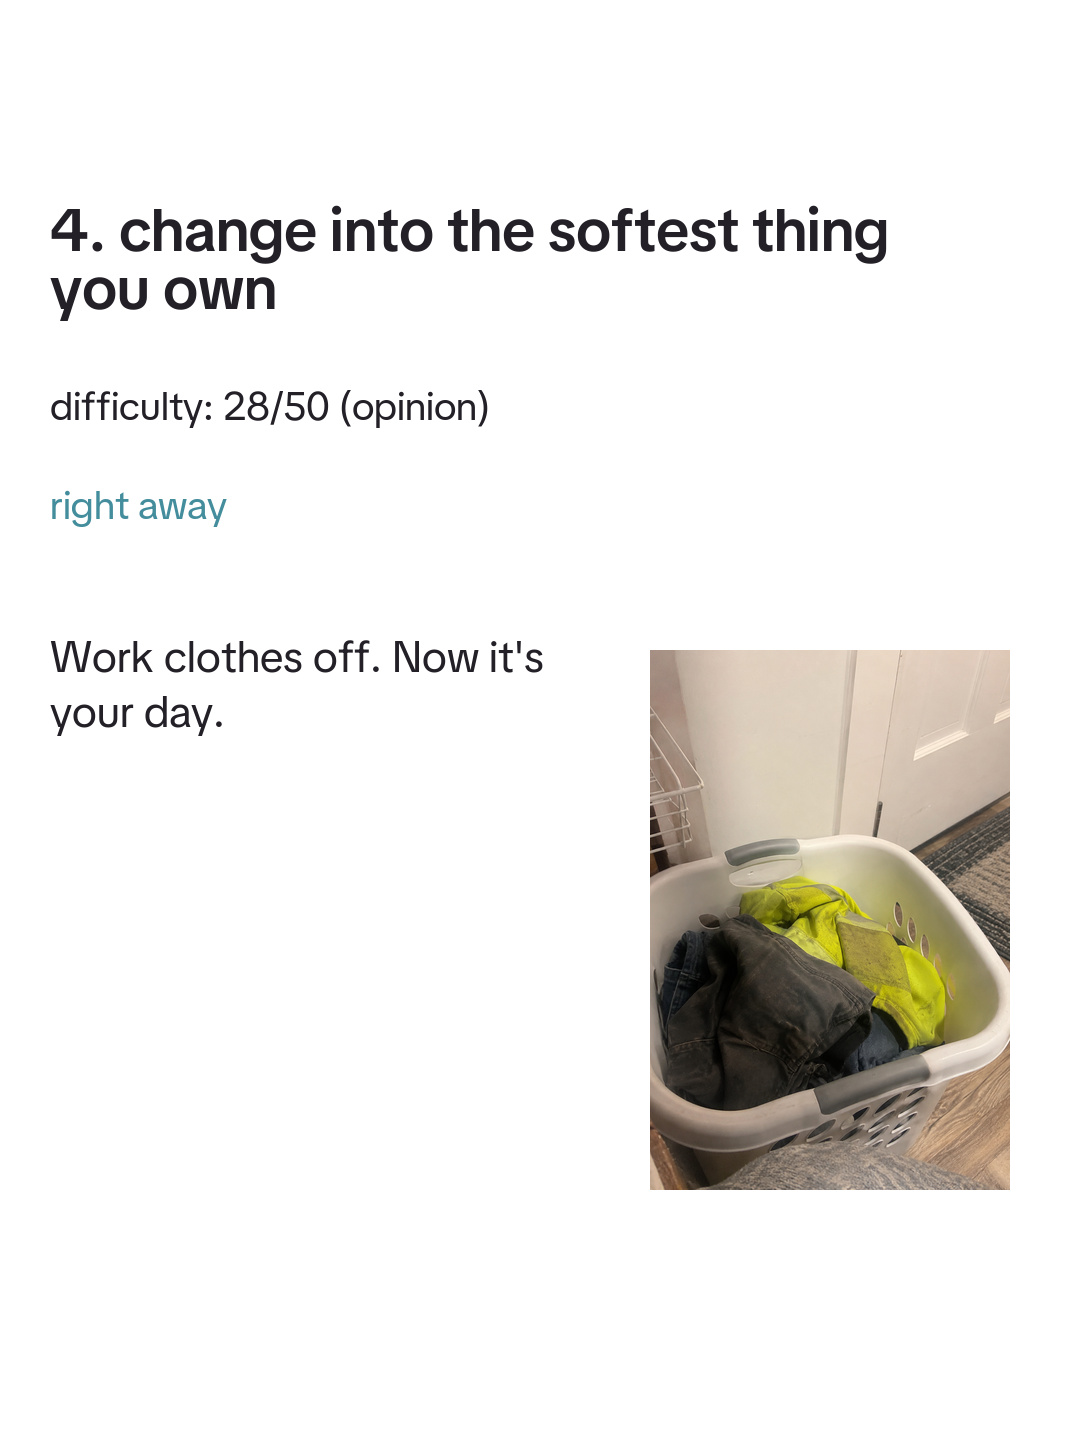 4. change into the softest thing
you own
difficulty: 28/50 (opinion)
right away
Work clothes off. Now it's
your day.